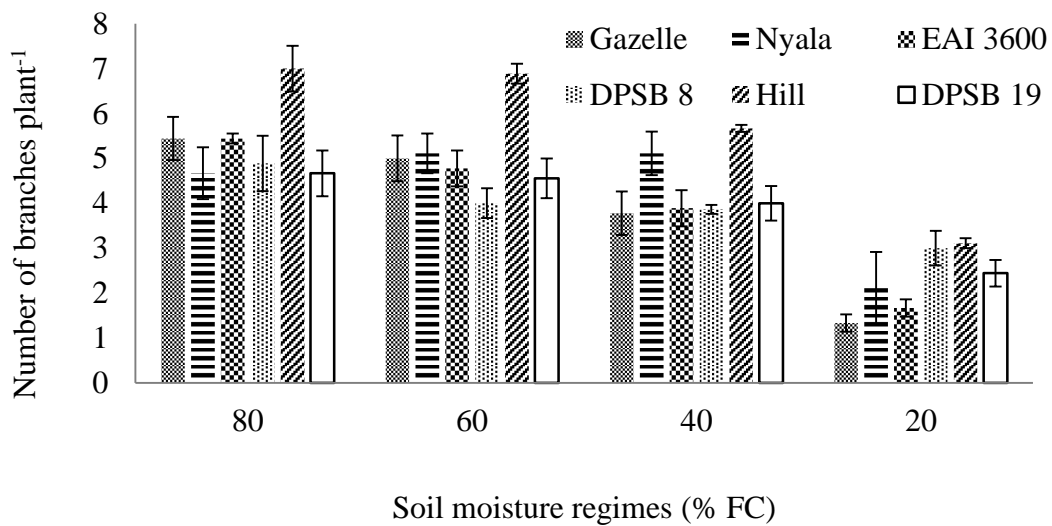 Number of branches plant-1
8
7
6
5
4
3
2
1
0
Gazelle Nyala EAI 3600
DPSB 8 Hill DPSB 19
80 60 40 20
Soil moisture regimes (% FC)